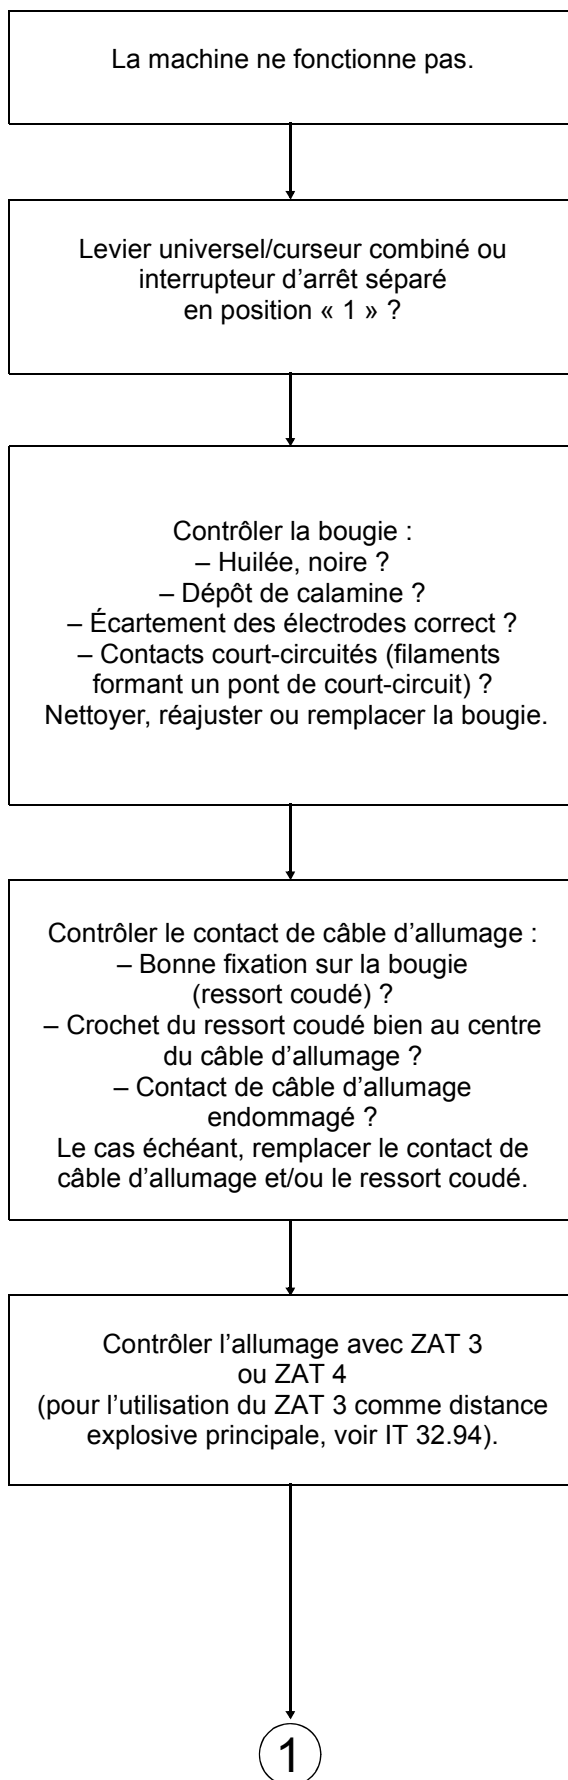 La machine ne fonctionne pas.
Levier universel/curseur combiné ou
interrupteur d’arrêt séparé
en position « 1 » ?
Contrôler la bougie :
– Huilée, noire ?
– Dépôt de calamine ?
– Écartement des électrodes correct ?
– Contacts court-circuités (filaments
formant un pont de court-circuit) ?
Nettoyer, réajuster ou remplacer la bougie.
Contrôler le contact de câble d’allumage :
– Bonne fixation sur la bougie
(ressort coudé) ?
– Crochet du ressort coudé bien au centre
du câble d’allumage ?
– Contact de câble d’allumage
endommagé ?
Le cas échéant, remplacer le contact de
câble d’allumage et/ou le ressort coudé.
Contrôler l’allumage avec ZAT 3
ou ZAT 4
(pour l’utilisation du ZAT 3 comme distance
explosive principale, voir IT 32.94).
1